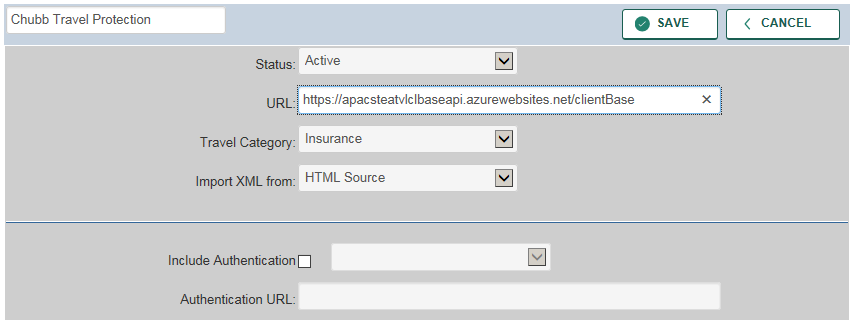 Chubb Travel Protection
SAVE
CANCEL
Status: Active
URL: https://apacsteatvlclbaseapi.azurewebsites.net/clientBase
Travel Category: Insurance
Import XML from: HTML Source
Include Authentication
Authentication URL: